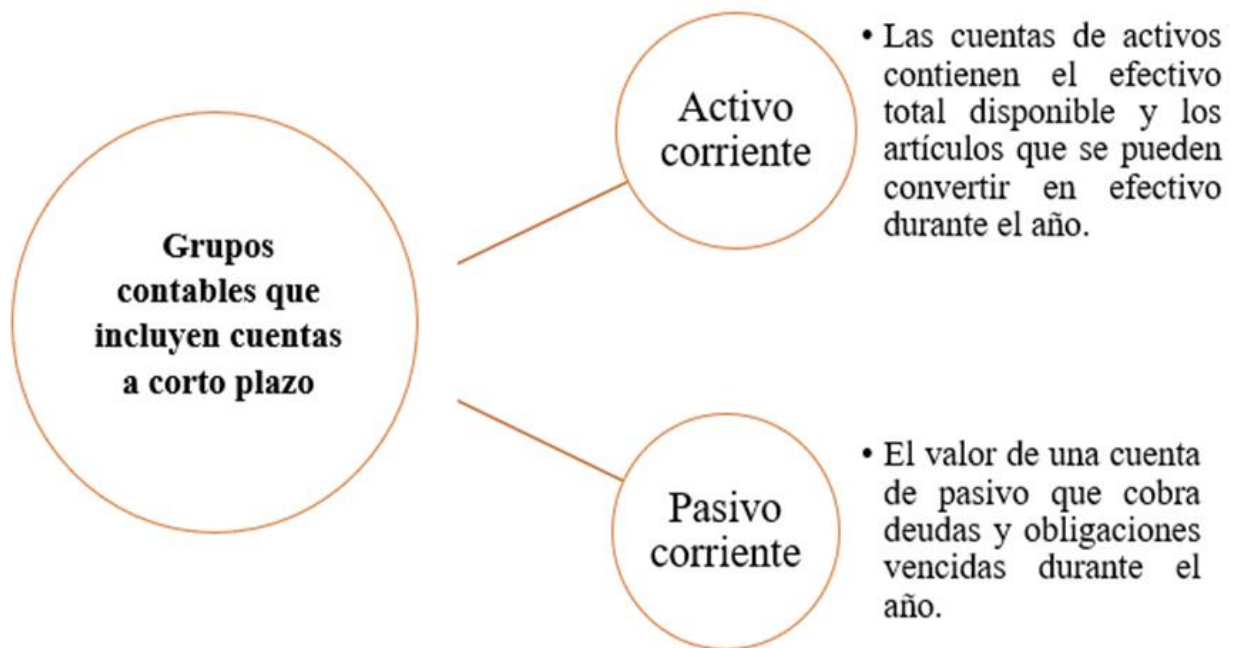 Grupos
contables que
incluyen cuentas
a corto plazo
Activo
corriente
• Las cuentas de activos
contienen el efectivo
total disponible y los
artículos que se pueden
convertir en efectivo
durante el año.
Pasivo
corriente
• El valor de una cuenta
de pasivo que cobra
deudas y obligaciones
vencidas durante el
año.